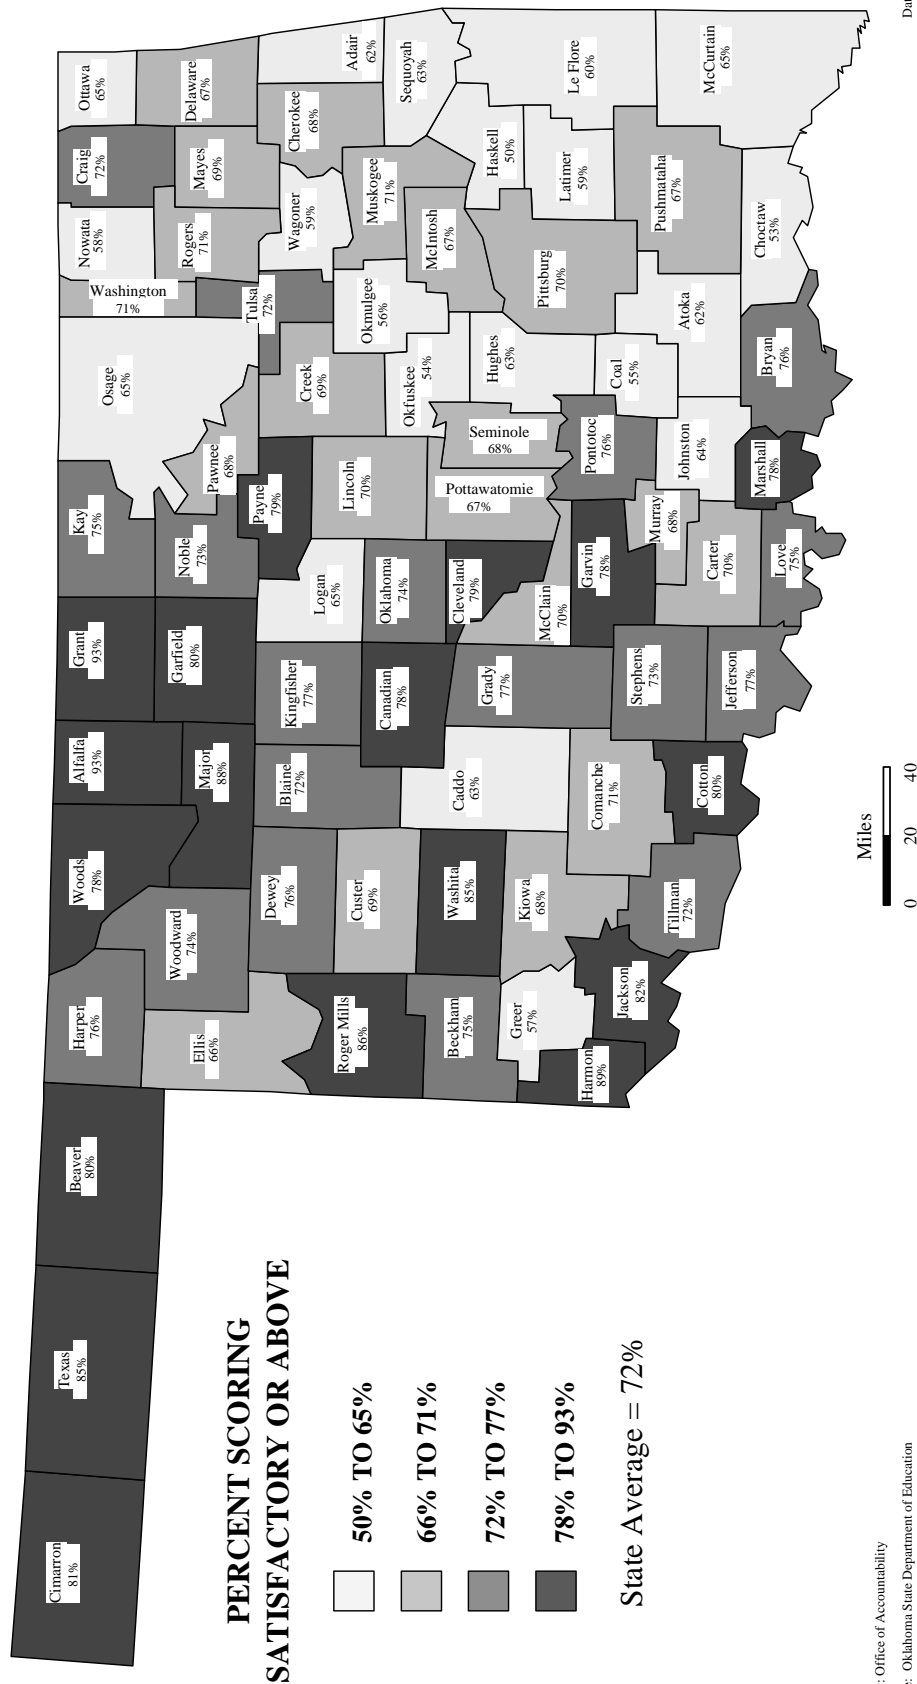 Cimarron
81%
Texas
85%
Beaver
80%
Harper
76%
Woods
78%
Alfalfa
93%
Grant
93%
Kay
75%
Osage
65%
Washington
71%
Nowata
58%
Craig
72%
Ottawa
65%
Ellis
66%
Woodward
74%
Major
88%
Garfield
80%
Noble
73%
Pawnee
68%
Rogers
71%
Mayes
69%
Delaware
67%
Dewey
76%
Blaine
72%
Kingfisher
77%
Logan
65%
Payne
79%
Creek
69%
Tulsa
72%
Wagoner
59%
Cherokee
68%
Adair
62%
Roger Mills
86%
Custer
69%
Canadian
78%
Oklahoma
74%
Lincoln
70%
Okfuskee
54%
Okmulgee
56%
Muskogee
71%
McIntosh
67%
Sequoyah
63%
Beckham
75%
Washita
85%
Caddo
63%
Grady
77%
Cleveland
79%
Pottawatomie
67%
Seminole
68%
Hughes
63%
Pittsburg
70%
Haskell
50%
Latimer
59%
Le Flore
60%
Greer
57%
Kiowa
68%
Comanche
71%
McClain
70%
Garvin
78%
Pontotoc
76%
Coal
55%
Harmon
89%
Jackson
82%
Tillman
72%
Cotton
80%
Stephens
73%
Jefferson
77%
Murray
68%
Carter
70%
Johnston
64%
Atoka
62%
Pushmataha
67%
McCurtain
65%
Love
75%
Marshall
78%
Bryan
76%
Choctaw
53%
PERCENT SCORING
SATISFACTORY OR ABOVE
50% TO 65%
66% TO 71%
72% TO 77%
78% TO 93%
State Average = 72%
Miles
0 20 40
: Office of Accountability
e: Oklahoma State Department of Education
Dat